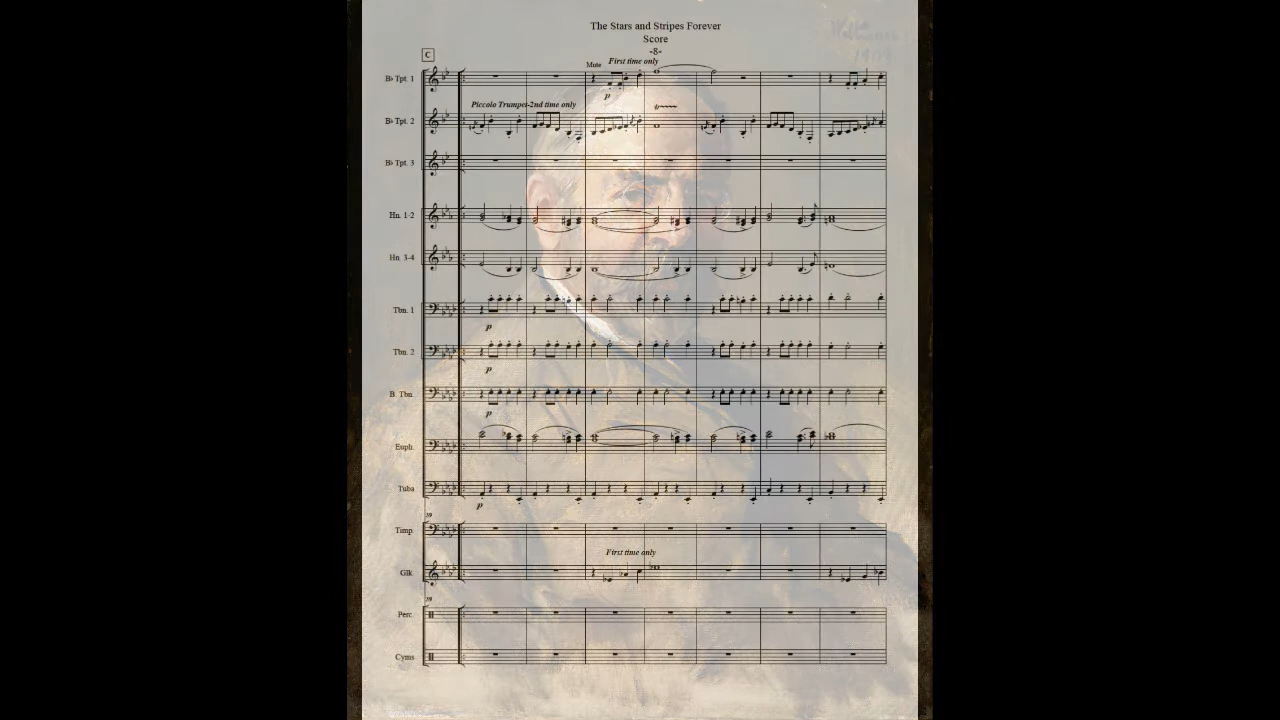 The Stars and Stripes Forever
Score
-8-
C
Mute First time only
B♭ Tpt. 1
p
Piccolo Trumpet-2nd time only
B♭ Tpt. 2
B♭ Tpt. 3
Hn. 1-2
Hn. 3-4
Tbn. 1
p
Tbn. 2
p
B. Tbn.
p
Euph.
Tuba
p
39
Timp.
First time only
Glk.
39
Perc.
Cyms